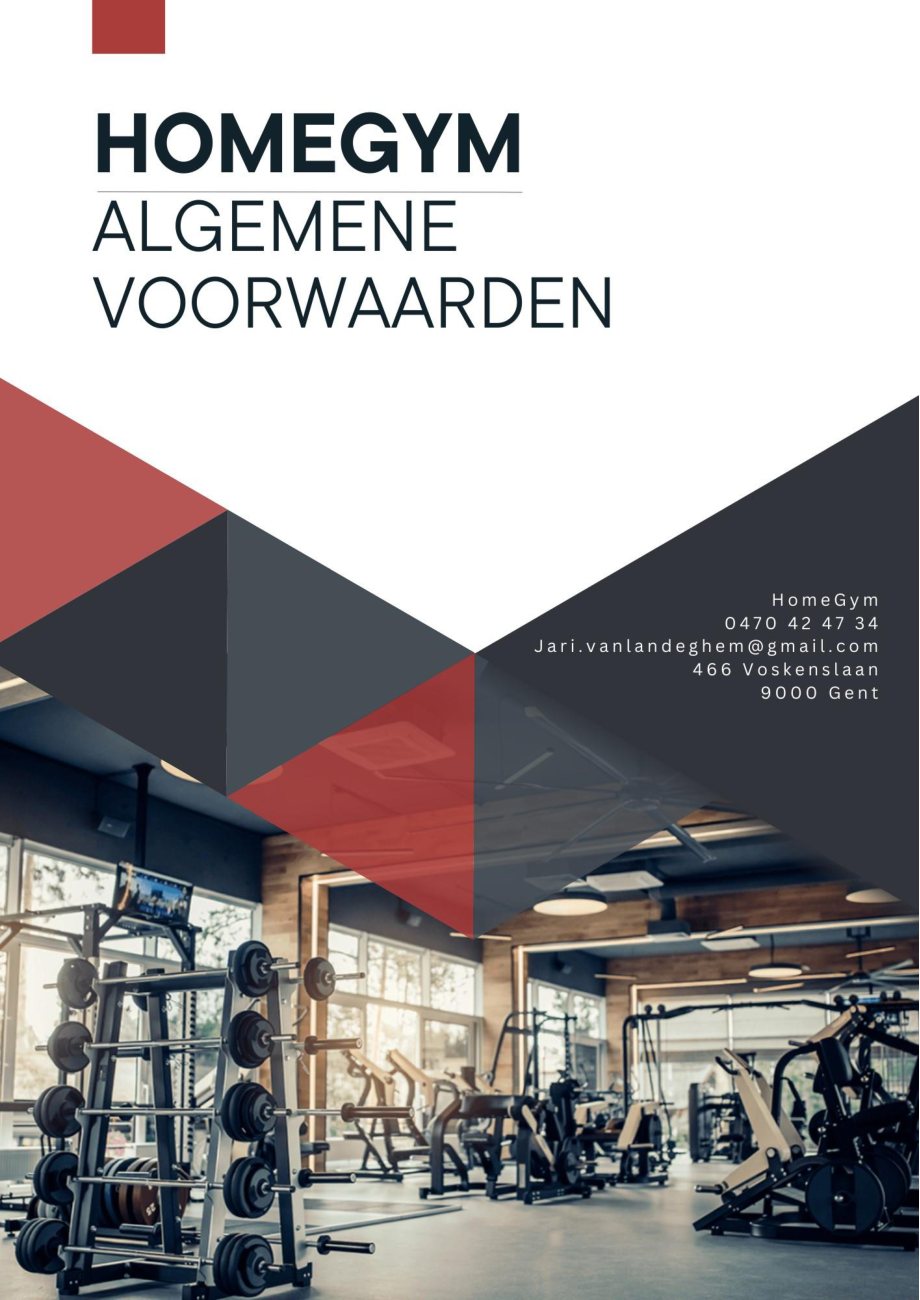 HOMEGYM
ALGEMENE
VOORWAARDEN
HomeGym
0470 42 47 34
Jari.vanlandeghem@gmail.com
466 Voskenslaan
9000 Gent